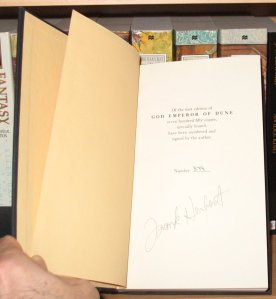 FANTASY
Of the first edition of
GOD EMPEROR OF DUNE
seven hundred fifty copies,
specially bound,
have been numbered and
signed by the author.
Number
Frank Herbert